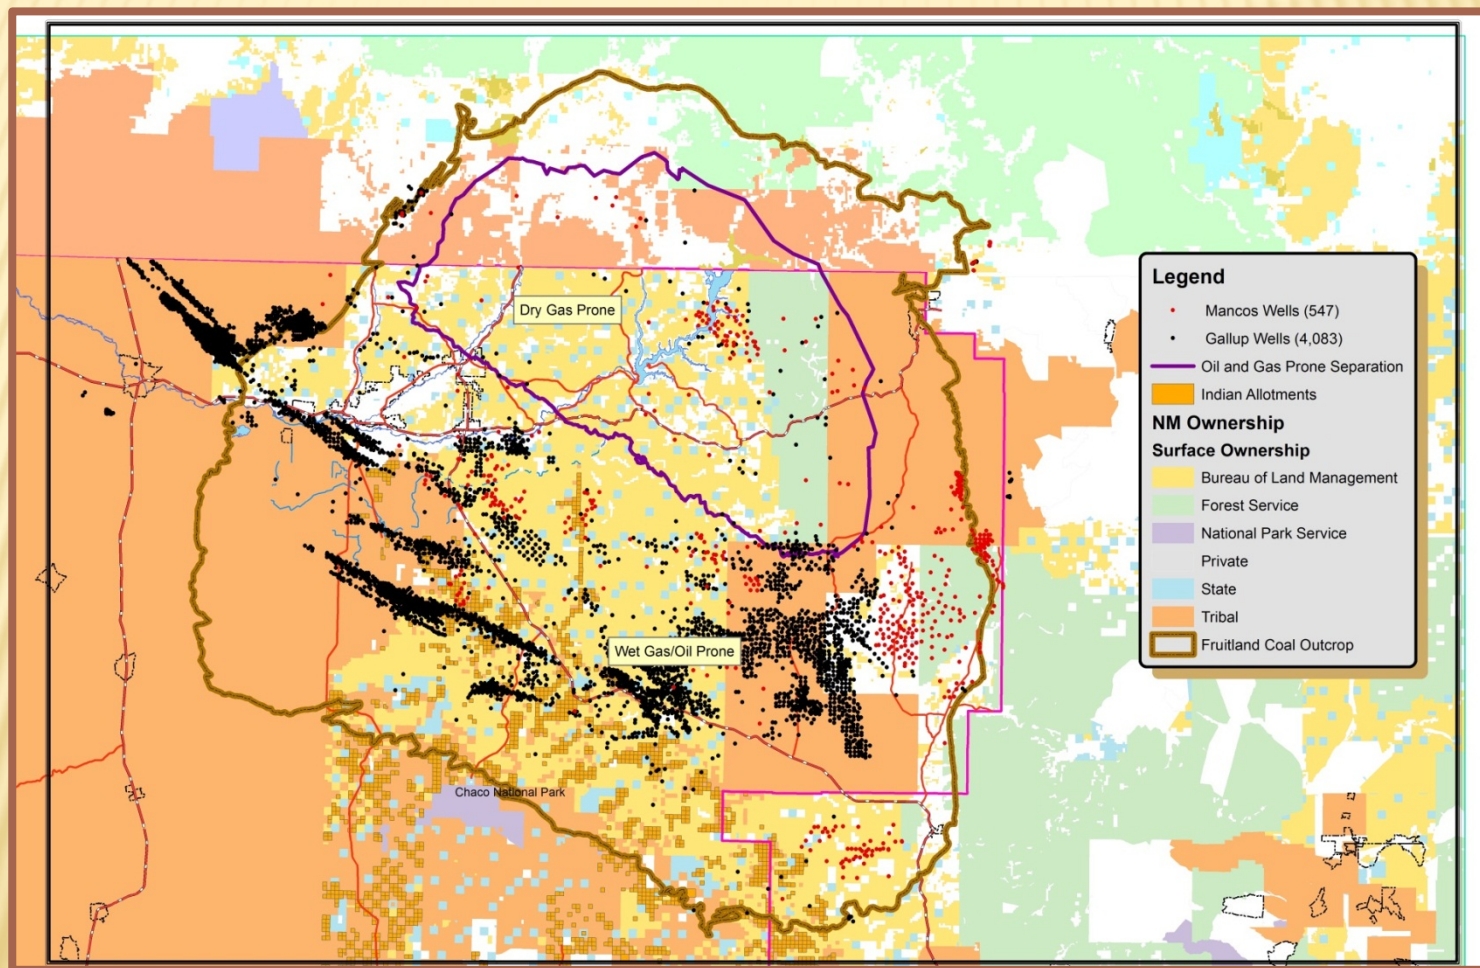 Dry Gas Prone
Wet Gas/Oil Prone
Chaco National Park
Legend
Mancos Wells (547)
Gallup Wells (4,083)
Oil and Gas Prone Separation
Indian Allotments
NM Ownership
Surface Ownership
Bureau of Land Management
Forest Service
National Park Service
Private
State
Tribal
Fruitland Coal Outcrop